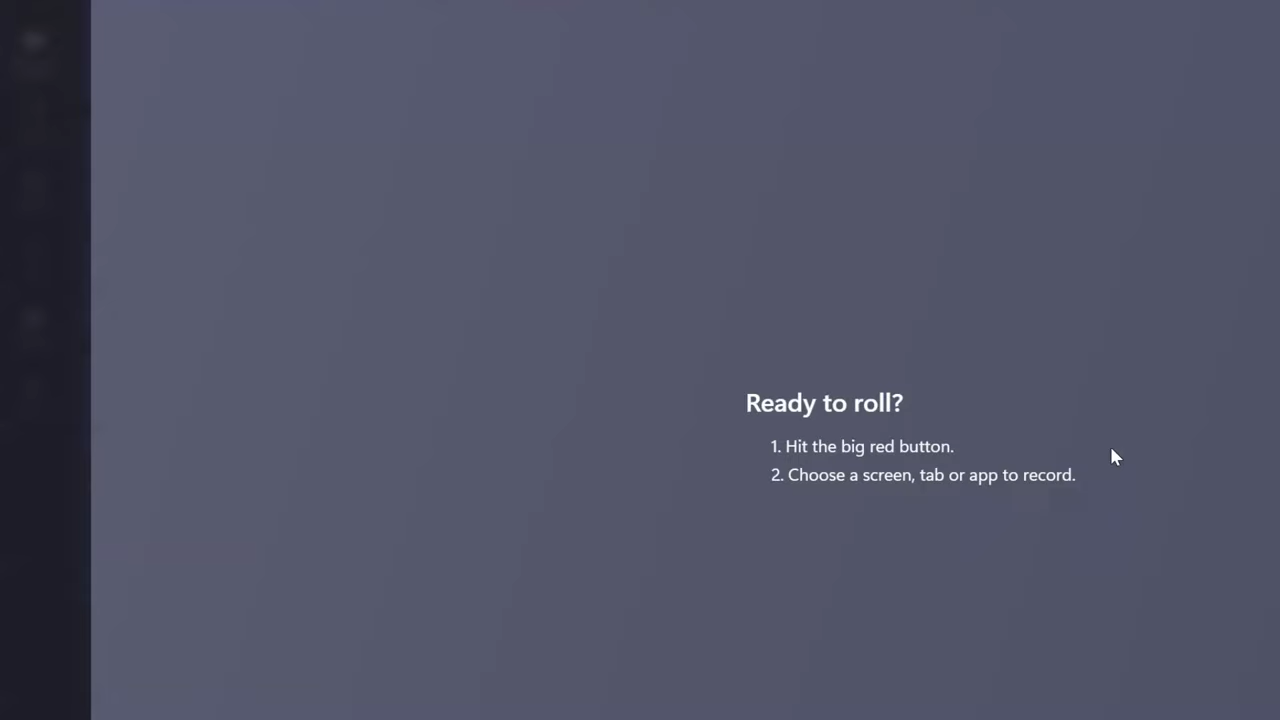 Ready to roll?
1. Hit the big red button.
2. Choose a screen, tab or app to record.